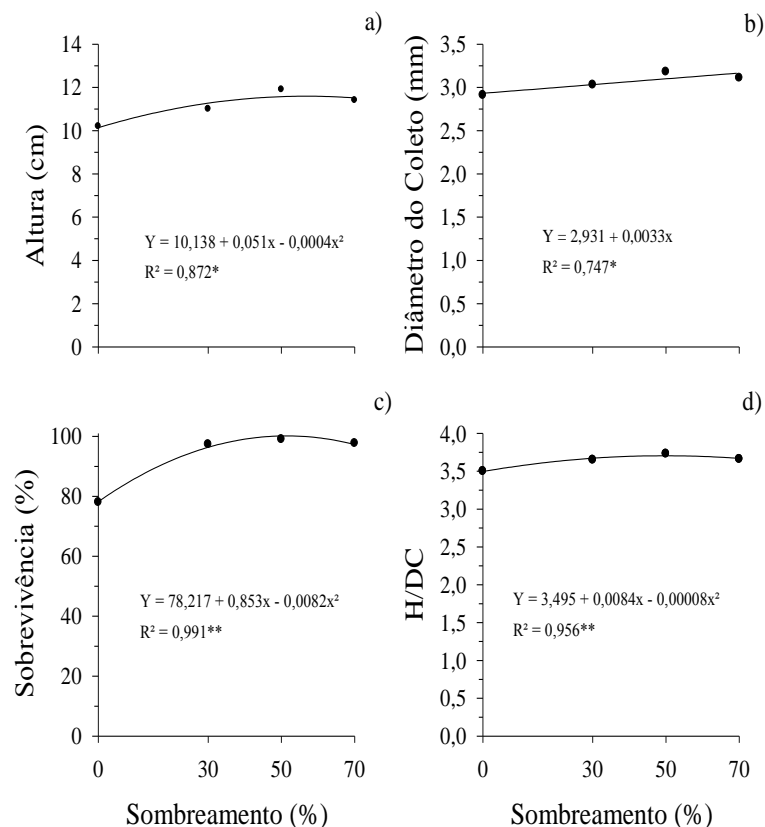 a)
Altura (cm)
14
12
10
8
6
4
2
0
Y = 10,138 + 0,051x - 0,0004x²
R² = 0,872*
b)
Diâmetro do Coleto (mm)
3,5
3,0
2,5
2,0
1,5
1,0
0,5
0,0
Y = 2,931 + 0,0033x
R² = 0,747*
c)
Sobrevivência (%)
100
80
60
40
20
0
Y = 78,217 + 0,853x - 0,0082x²
R² = 0,991**
0 30 50 70
Sombreamento (%)
d)
H/DC
4,0
3,5
3,0
2,5
2,0
1,5
1,0
0,5
0,0
Y = 3,495 + 0,0084x - 0,00008x²
R² = 0,956**
0 30 50 70
Sombreamento (%)